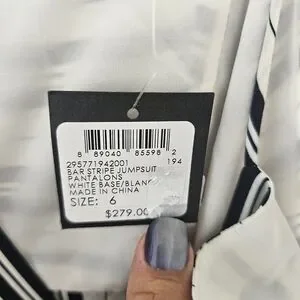 8 89040 85598 2
295771942001 194
BAR STRIPE JUMPSUIT
PANTALONS
WHITE BASE/BLANC
MADE IN CHINA
SIZE: 6
$279.00